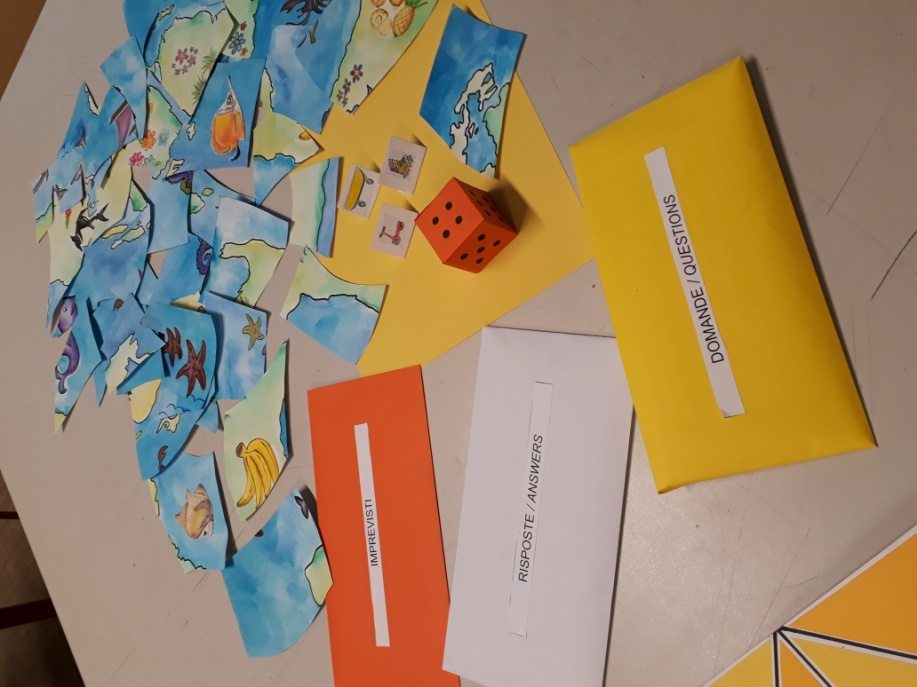 IMPREVISTI
RISPOSTE / ANSWERS
DOMANDE / QUESTIONS